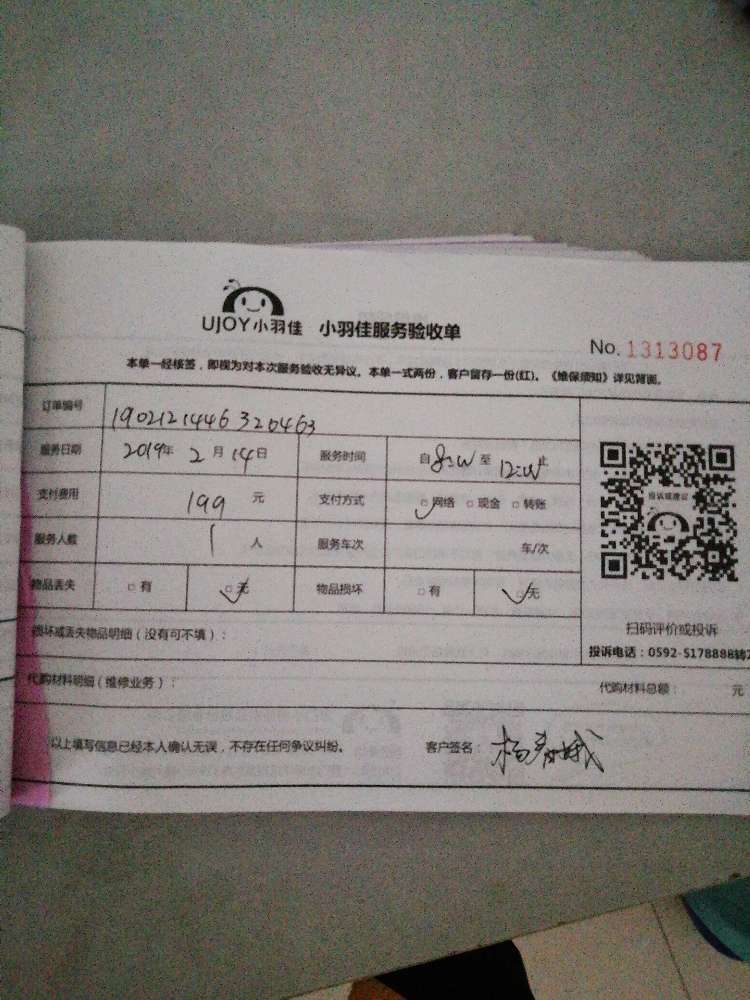 UJOY小羽佳 小羽佳服务验收单
No. 1313087
本单一经核签，即视为对本次服务验收无异议。本单一式两份，客户留存一份(红)。《维保须知》详见背面。
订单编号 1902121446320463
服务日期 2019年 2月 14日 服务时间 自 8:00 至 12:00止
支付费用 199 元 支付方式 □网络 □现金 □转账
服务人数 1 人 服务车次 车/次
物品丢失 □有 □无 物品损坏 □有 □无
投诉或建议
扫码评价或投诉
损坏或丢失物品明细（没有可不填）：
投诉电话：0592-5178888转2
代购材料明细（维修业务）： 代购材料总额： 元
以上填写信息已经本人确认无误，不存在任何争议纠纷。 客户签名：杨